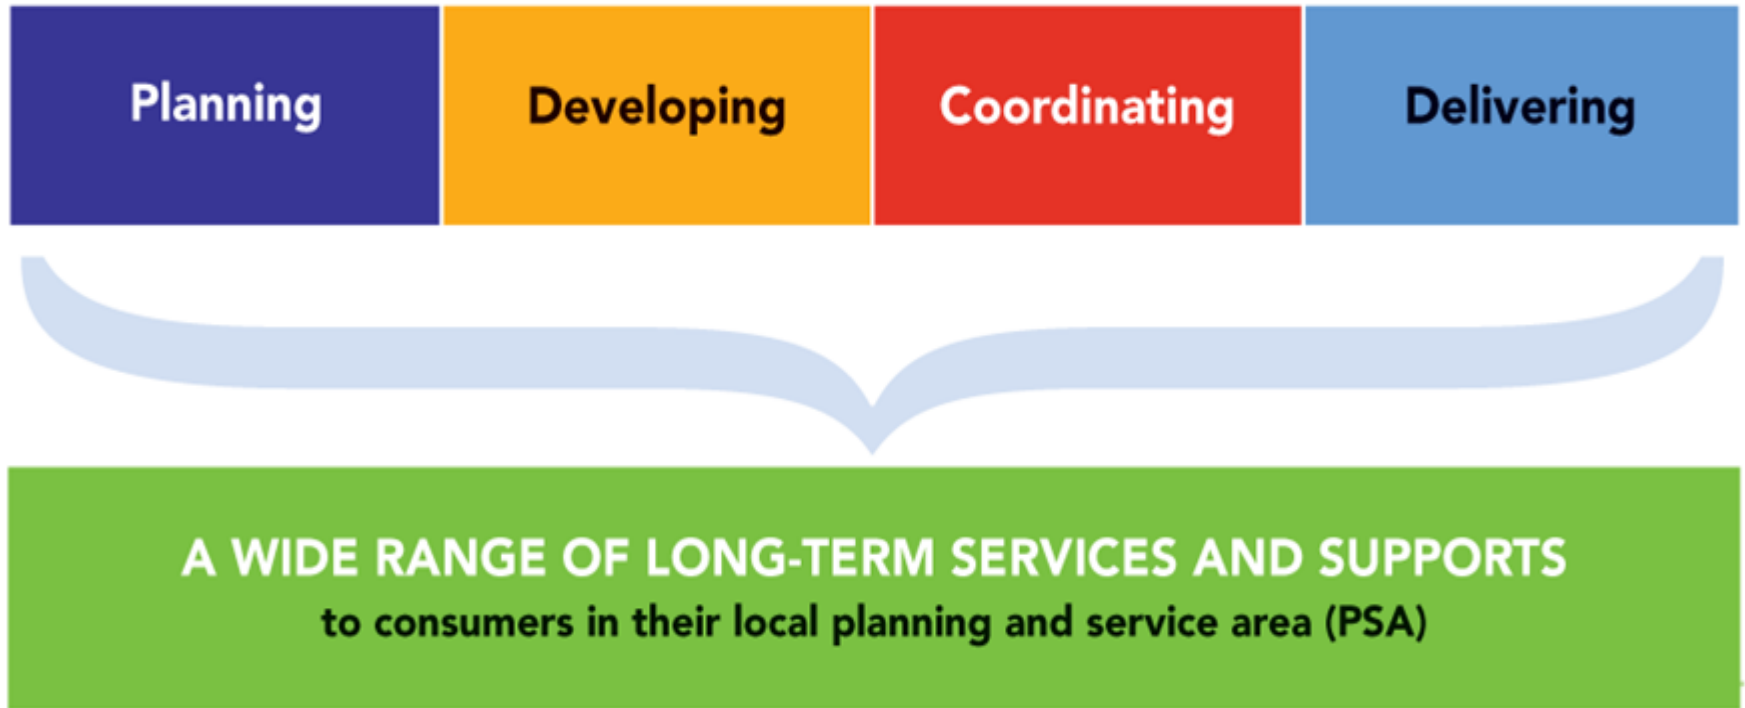 Planning
Developing
Coordinating
Delivering
A WIDE RANGE OF LONG-TERM SERVICES AND SUPPORTS
to consumers in their local planning and service area (PSA)